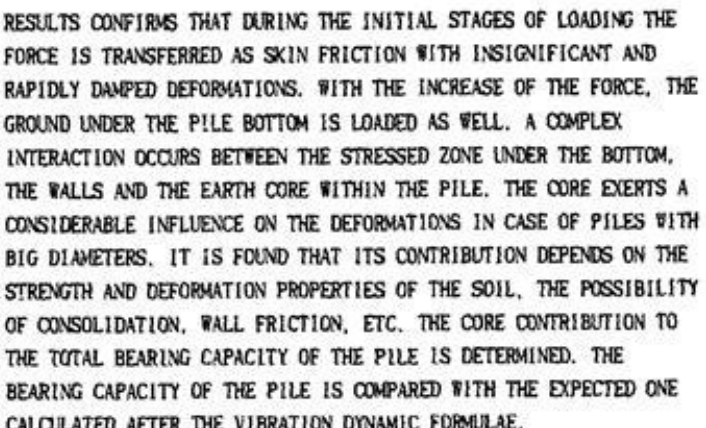 RESULTS CONFIRMS THAT DURING THE INITIAL STAGES OF LOADING THE
FORCE IS TRANSFERRED AS SKIN FRICTION WITH INSIGNIFICANT AND
RAPIDLY DAMPED DEFORMATIONS. WITH THE INCREASE OF THE FORCE, THE
GROUND UNDER THE PILE BOTTOM IS LOADED AS WELL. A COMPLEX
INTERACTION OCCURS BETWEEN THE STRESSED ZONE UNDER THE BOTTOM,
THE WALLS AND THE EARTH CORE WITHIN THE PILE. THE CORE EXERTS A
CONSIDERABLE INFLUENCE ON THE DEFORMATIONS IN CASE OF PILES WITH
BIG DIAMETERS. IT IS FOUND THAT ITS CONTRIBUTION DEPENDS ON THE
STRENGTH AND DEFORMATION PROPERTIES OF THE SOIL, THE POSSIBILITY
OF CONSOLIDATION, WALL FRICTION, ETC. THE CORE CONTRIBUTION TO
THE TOTAL BEARING CAPACITY OF THE PILE IS DETERMINED. THE
BEARING CAPACITY OF THE PILE IS COMPARED WITH THE EXPECTED ONE
CALCULATED AFTER THE VIBRATION DYNAMIC FORMULAE.